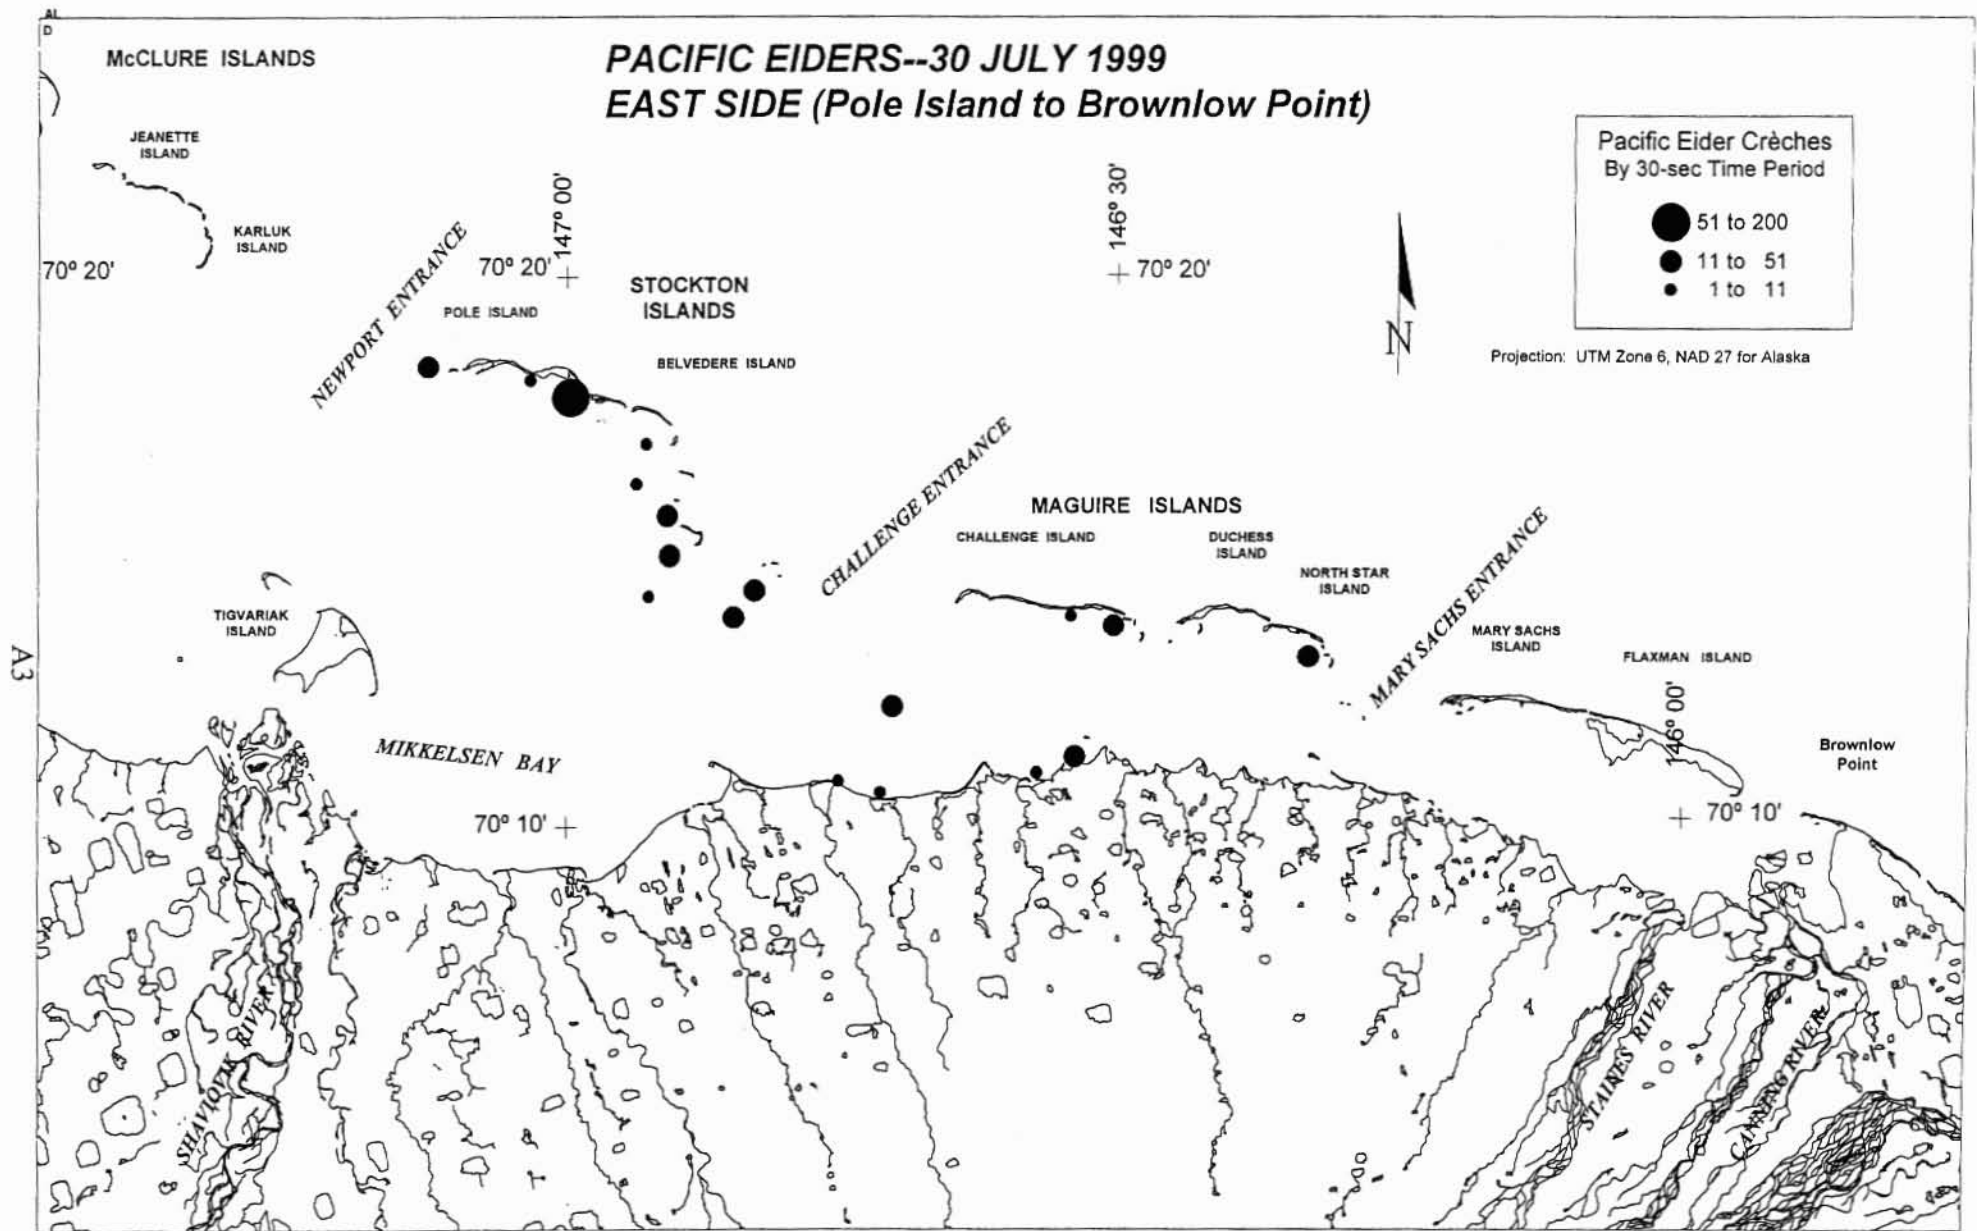 AL
D
McCLURE ISLANDS
PACIFIC EIDERS--30 JULY 1999
EAST SIDE (Pole Island to Brownlow Point)
Pacific Eider Crèches
By 30-sec Time Period
51 to 200
11 to 51
1 to 11
Projection: UTM Zone 6, NAD 27 for Alaska
JEANETTE
ISLAND
KARLUK
ISLAND
70° 20'
NEWPORT ENTRANCE
70° 20'
147° 00'
146° 30'
70° 20'
N
STOCKTON
ISLANDS
POLE ISLAND
BELVEDERE ISLAND
CHALLENGE ENTRANCE
MAGUIRE ISLANDS
CHALLENGE ISLAND
DUCHESS
ISLAND
NORTH STAR
ISLAND
MARY SACHS ENTRANCE
MARY SACHS
ISLAND
FLAXMAN ISLAND
146° 00'
Brownlow
Point
TIGVARIAK
ISLAND
A3
MIKKELSEN BAY
70° 10'
70° 10'
SHAVIOVIK RIVER
STAINES RIVER
CANNING RIVER